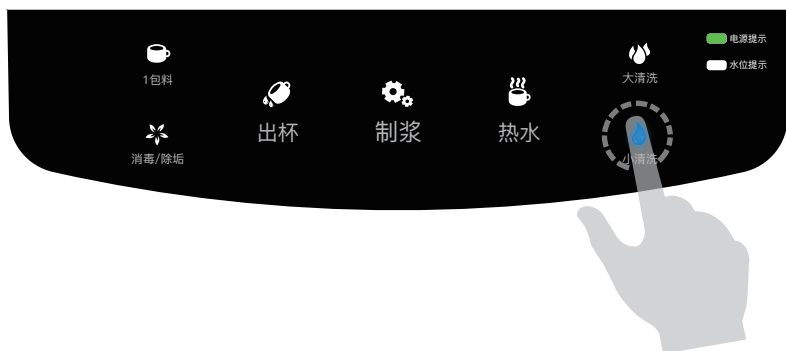 电源提示
水位提示
1包料
大清洗
出杯
制浆
热水
消毒/除垢
小清洗